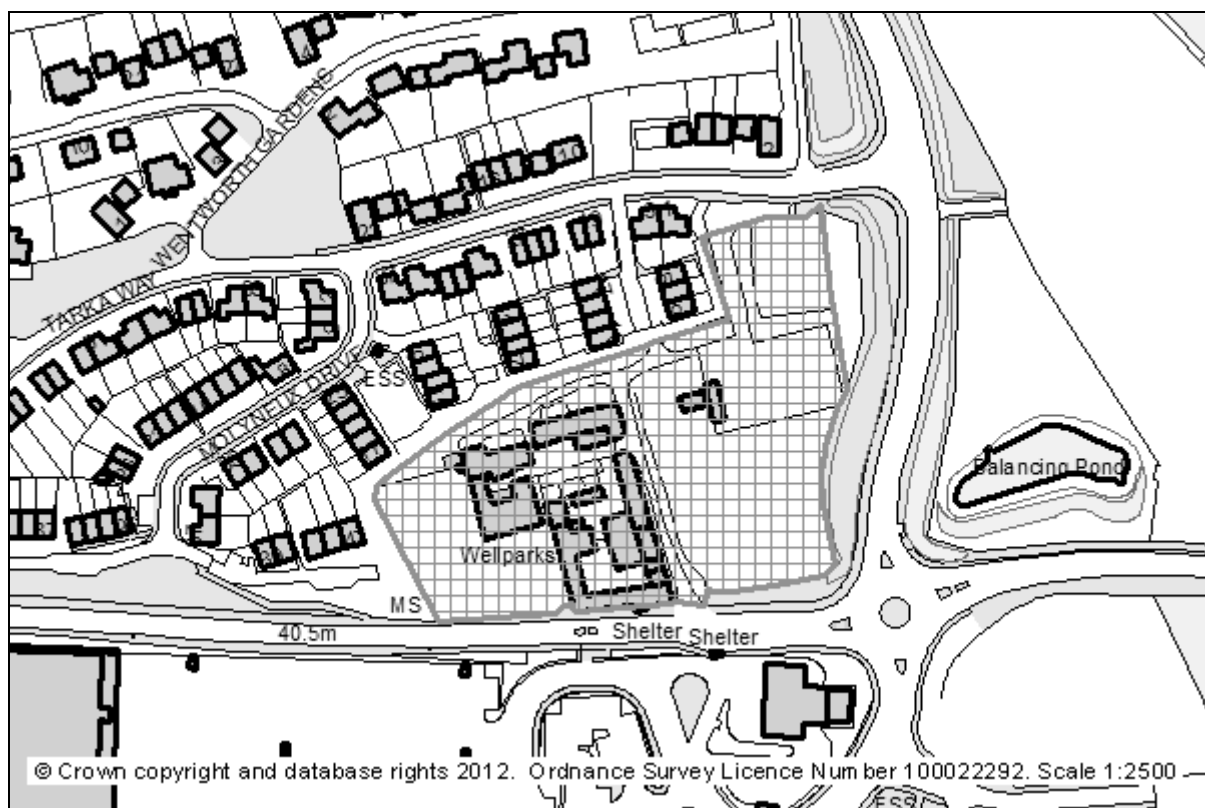 WENTWORTH GARDENS
TARKA WAY
MOLYNEUX DRIVE
ESS
Balancing Pond
Wellparks
MS
40.5m
Shelter
Shelter
© Crown copyright and database rights 2012. Ordnance Survey Licence Number 100022292. Scale 1:2500
ESS